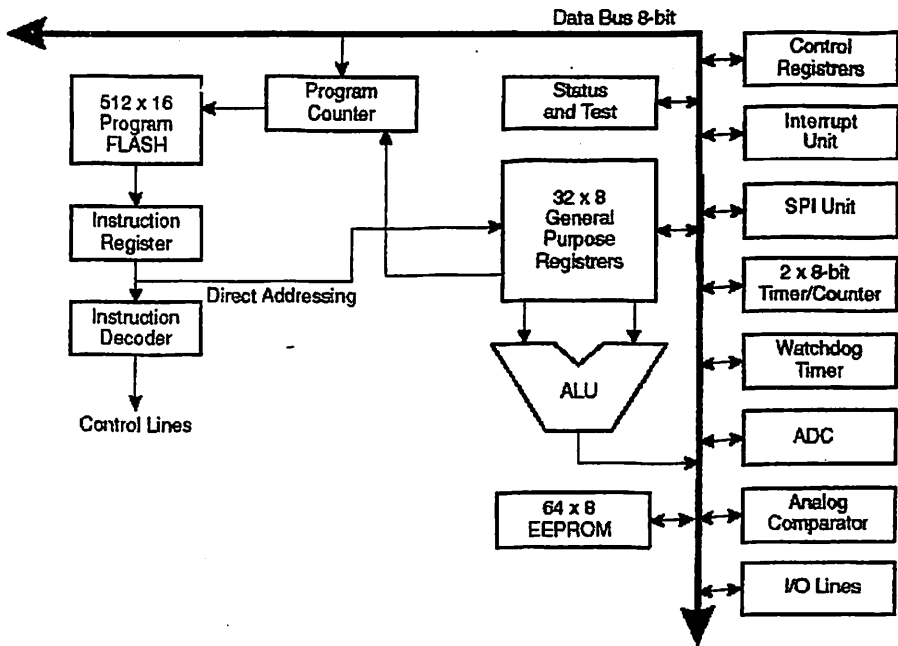 Data Bus 8-bit
512 x 16
Program
FLASH
Program
Counter
Status
and Test
Control
Registrers
Interrupt
Unit
Instruction
Register
32 x 8
General
Purpose
Registrers
SPI Unit
Direct Addressing
2 x 8-bit
Timer/Counter
Instruction
Decoder
Watchdog
Timer
ALU
Control Lines
ADC
64 x 8
EEPROM
Analog
Comparator
I/O Lines